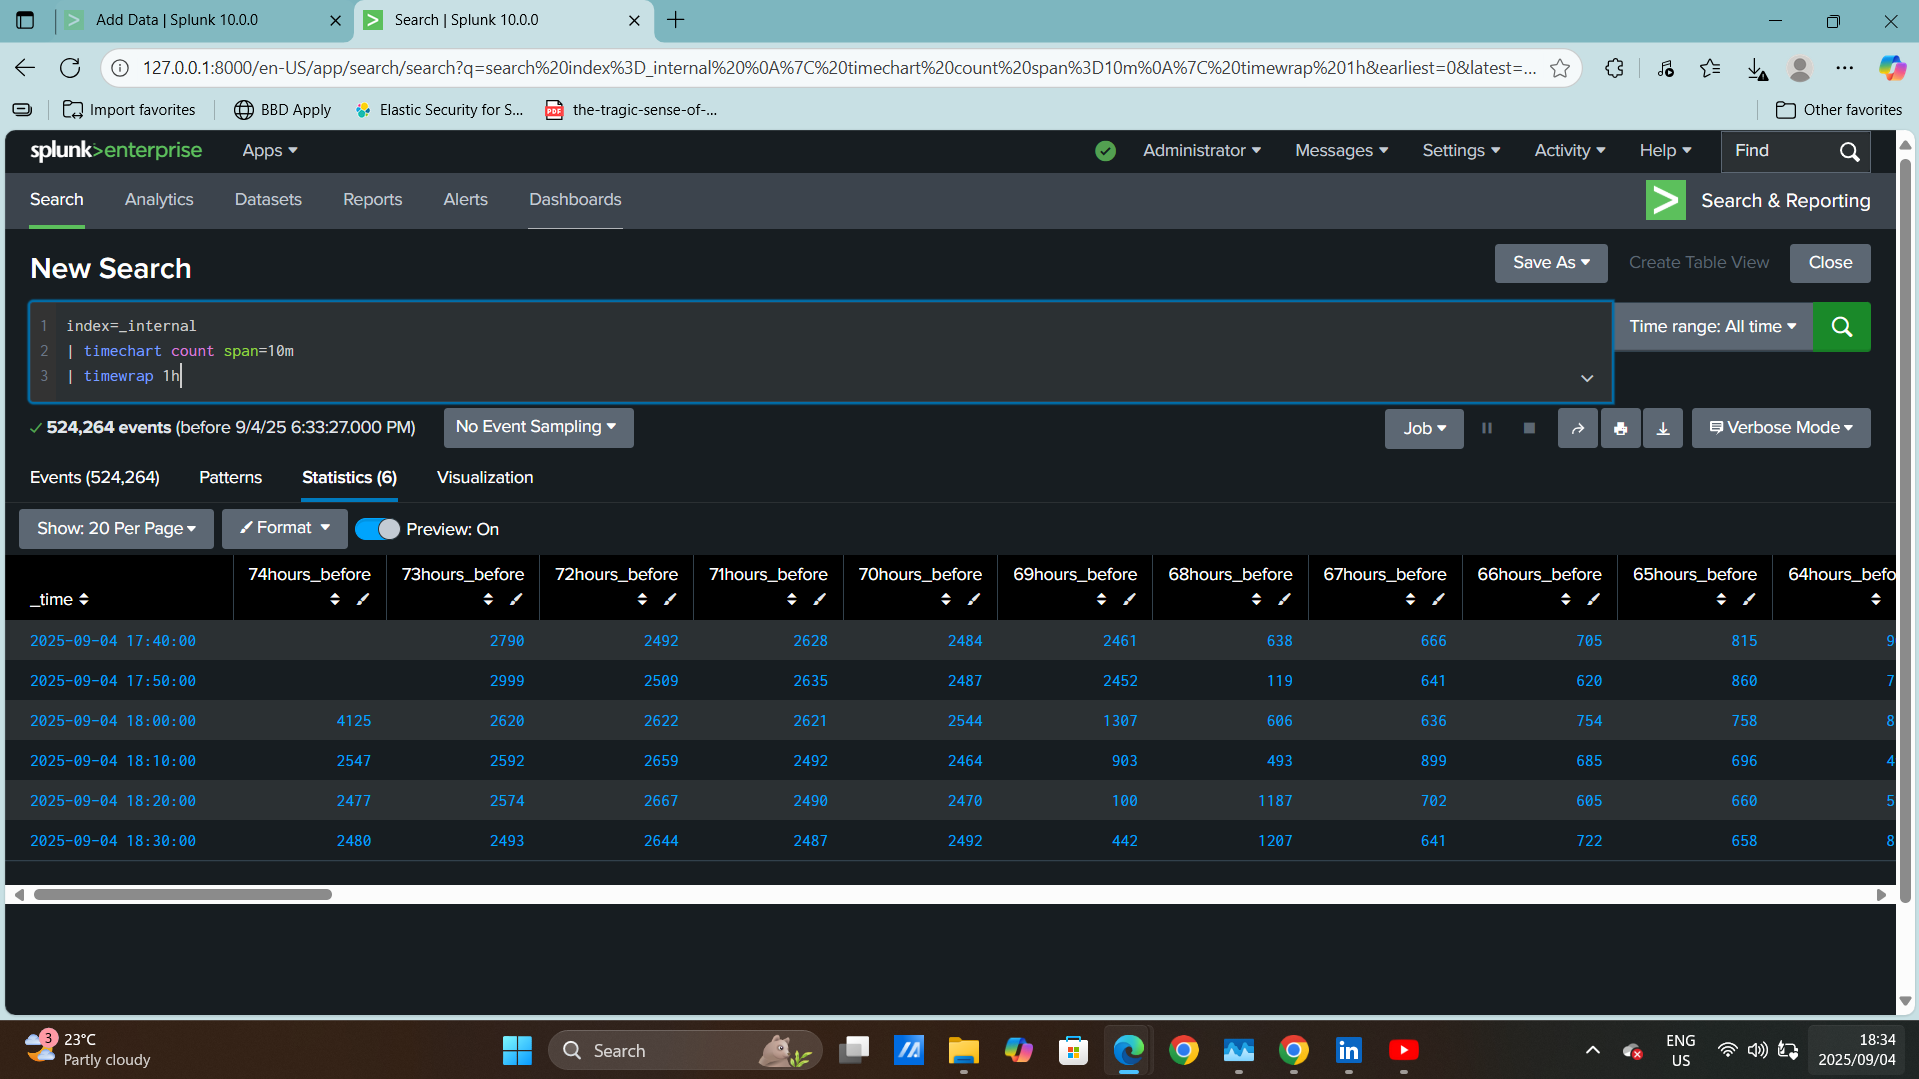 Add Data | Splunk 10.0.0
Search | Splunk 10.0.0
127.0.0.1:8000/en-US/app/search/search?q=search%20index%3D_internal%20%0A%7C%20timechart%20count%20span%3D10m%0A%7C%20timewrap%201h&earliest=0&latest=...
Import favorites
BBD Apply
Elastic Security for S...
PDF
the-tragic-sense-of-...
Other favorites
splunk>enterprise
Apps
Administrator
Messages
Settings
Activity
Help
Find
Search
Analytics
Datasets
Reports
Alerts
Dashboards
Search & Reporting
New Search
Save As
Create Table View
Close
1 index=_internal
2 | timechart count span=10m
3 | timewrap 1h
Time range: All time
524,264 events (before 9/4/25 6:33:27.000 PM)
No Event Sampling
Job
Verbose Mode
Events (524,264)
Patterns
Statistics (6)
Visualization
Show: 20 Per Page
Format
Preview: On
_time 74hours_before 73hours_before 72hours_before 71hours_before 70hours_before 69hours_before 68hours_before 67hours_before 66hours_before 65hours_before 64hours_befo
2025-09-04 17:40:00 2790 2492 2628 2484 2461 638 666 705 815 9
2025-09-04 17:50:00 2999 2509 2635 2487 2452 119 641 620 860 7
2025-09-04 18:00:00 4125 2620 2622 2621 2544 1307 606 636 754 758 8
2025-09-04 18:10:00 2547 2592 2659 2492 2464 903 493 899 685 696 4
2025-09-04 18:20:00 2477 2574 2667 2490 2470 100 1187 702 605 660 5
2025-09-04 18:30:00 2480 2493 2644 2487 2492 442 1207 641 722 658 8
3
23°C
Partly cloudy
Search
in
ENG
US
18:34
2025/09/04